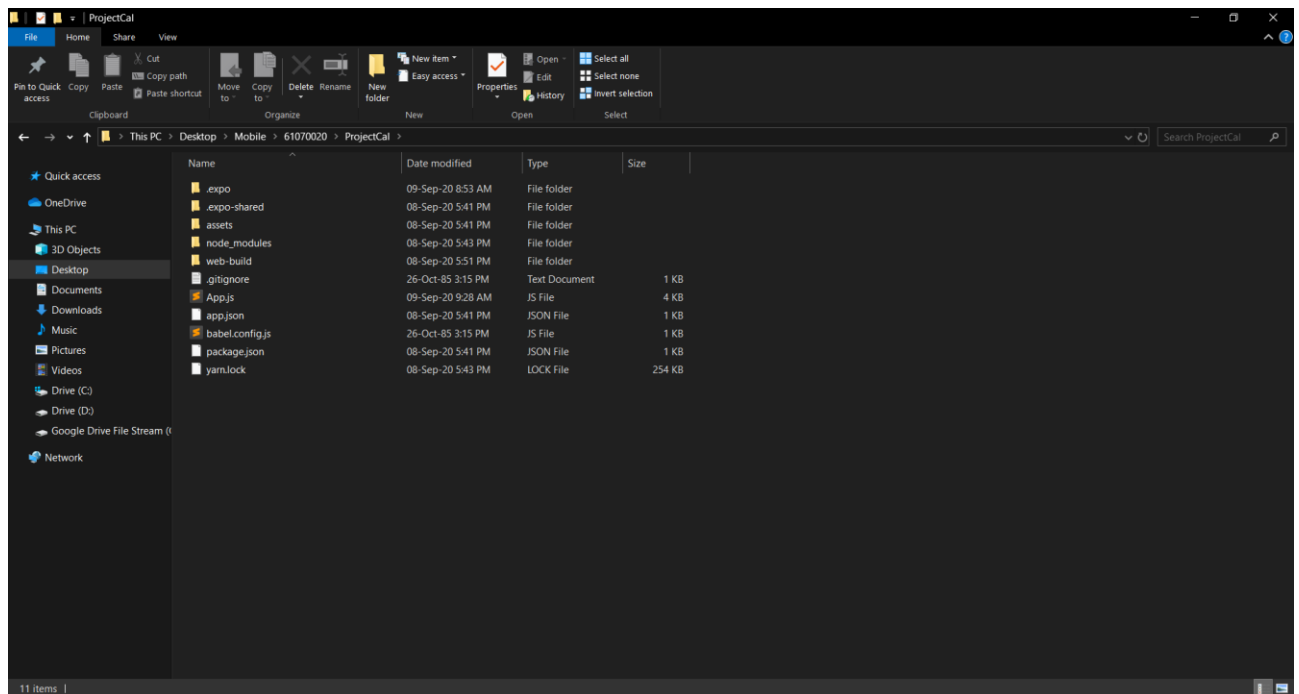 ProjectCal
File Home Share View
Pin to Quick access
Copy
Paste
Cut
Copy path
Paste shortcut
Clipboard
Move to
Copy to
Delete
Rename
Organize
New folder
New item
Easy access
New
Properties
Open
Edit
History
Open
Select all
Select none
Invert selection
Select
This PC > Desktop > Mobile > 61070020 > ProjectCal >
Search ProjectCal
Quick access
OneDrive
This PC
3D Objects
Desktop
Documents
Downloads
Music
Pictures
Videos
Drive (C:)
Drive (D:)
Google Drive File Stream (
Network
Name Date modified Type Size
.expo 09-Sep-20 8:53 AM File folder
.expo-shared 08-Sep-20 5:41 PM File folder
assets 08-Sep-20 5:41 PM File folder
node_modules 08-Sep-20 5:43 PM File folder
web-build 08-Sep-20 5:51 PM File folder
.gitignore 26-Oct-85 3:15 PM Text Document 1 KB
App.js 09-Sep-20 9:28 AM JS File 4 KB
app.json 08-Sep-20 5:41 PM JSON File 1 KB
babel.config.js 26-Oct-85 3:15 PM JS File 1 KB
package.json 08-Sep-20 5:41 PM JSON File 1 KB
yarn.lock 08-Sep-20 5:43 PM LOCK File 254 KB
11 items